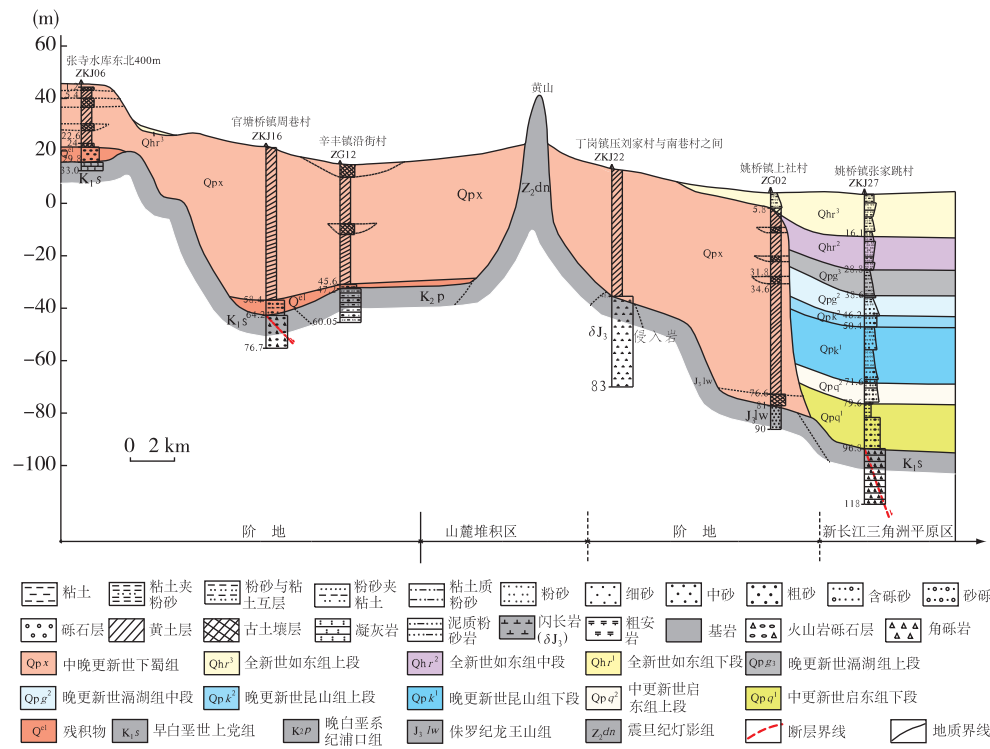 (m)
60
40
20
0
−20
−40
−60
−80
−100
张寺水库东北400m
ZKJ06
22.6
24
29.8
33.0
K₁s
Qhr¹
Qpx
官塘桥镇周巷村
ZKJ16
58.4
64.2
76.7
K₁s
Qᵉˡ
60.05
辛丰镇沿街村
ZG12
45.6
47.7
K₂p
Qpx
黄山
Z₂dn
丁岗镇压刘家村与南巷村之间
ZKJ22
δJ₃
侵入岩
83
Qpx
J₃lw
姚桥镇上社村
ZG02
5.8
31.8
34.6
76.6
81
J₃lw
90
姚桥镇张家跳村
ZKJ27
Qhr³
16.1
Qhr²
28.8
Qpg³
38.6
Qpg²
46.2
Qpk²
50.4
Qpk¹
71.6
Qpq²
79.6
Qpq¹
96.8
K₁s
118
0 2 km
阶 地
山麓堆积区
阶 地
新长江三角洲平原区
粘土
粘土夹
粉砂
粉砂与粘
土互层
粉砂夹
粘土
粘土质
粉砂
粉砂
细砂
中砂
粗砂
含砾砂
砂砾
砾石层
黄土层
古土壤层
凝灰岩
泥质粉
砂岩
闪长岩
(δJ₃)
粗安
岩
基岩
火山岩砾石层
角砾岩
Qpx 中晚更新世下蜀组
Qhr³ 全新世如东组上段
Qhr² 全新世如东组中段
Qhr¹ 全新世如东组下段
Qpg₃ 晚更新世滆湖组上段
Qpg² 晚更新世滆湖组中段
Qpk² 晚更新世昆山组上段
Qpk¹ 晚更新世昆山组下段
Qpq² 中更新世启
东组上段
Qpq¹ 中更新世启东组下段
Qᵉˡ 残积物
K₁s 早白垩世上党组
K₂p 晚白垩系
纪浦口组
J₃lw 侏罗纪龙王山组
Z₂dn 震旦纪灯影组
断层界线
地质界线